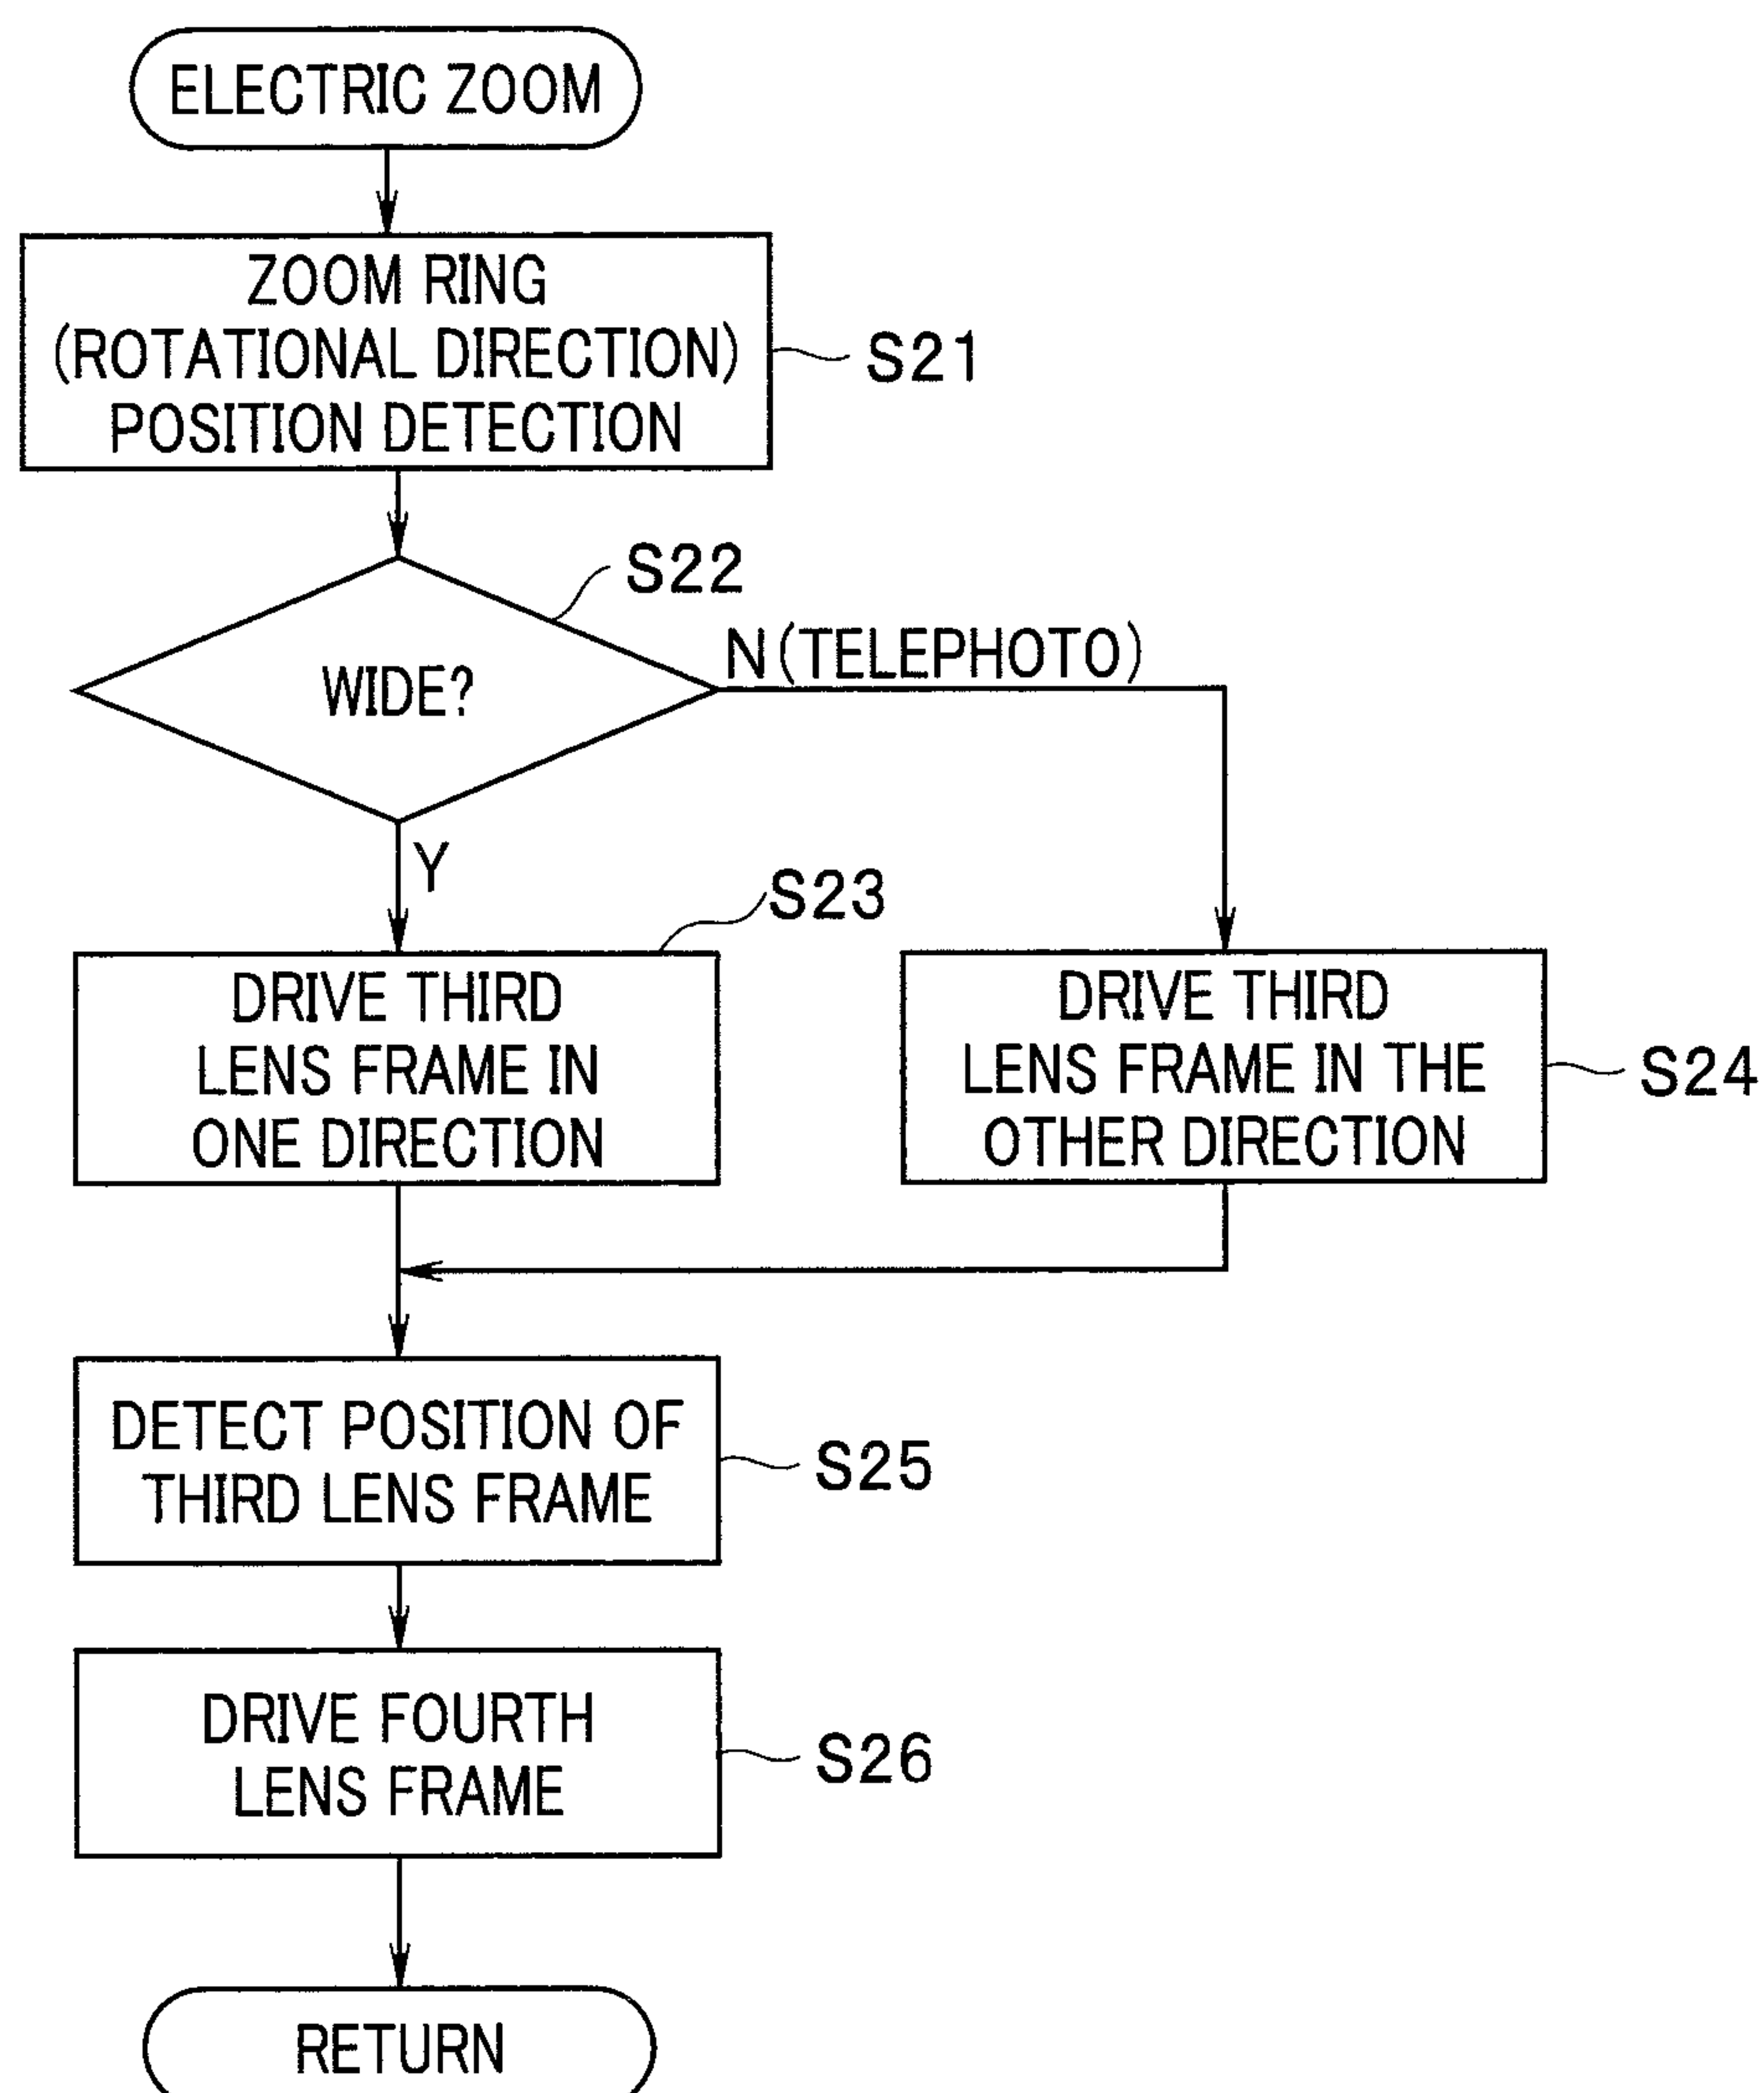 ELECTRIC ZOOM
ZOOM RING
(ROTATIONAL DIRECTION)
POSITION DETECTION
S21
S22
WIDE?
N(TELEPHOTO)
Y
S23
DRIVE THIRD
LENS FRAME IN
ONE DIRECTION
DRIVE THIRD
LENS FRAME IN THE
OTHER DIRECTION
S24
DETECT POSITION OF
THIRD LENS FRAME
S25
DRIVE FOURTH
LENS FRAME
S26
RETURN